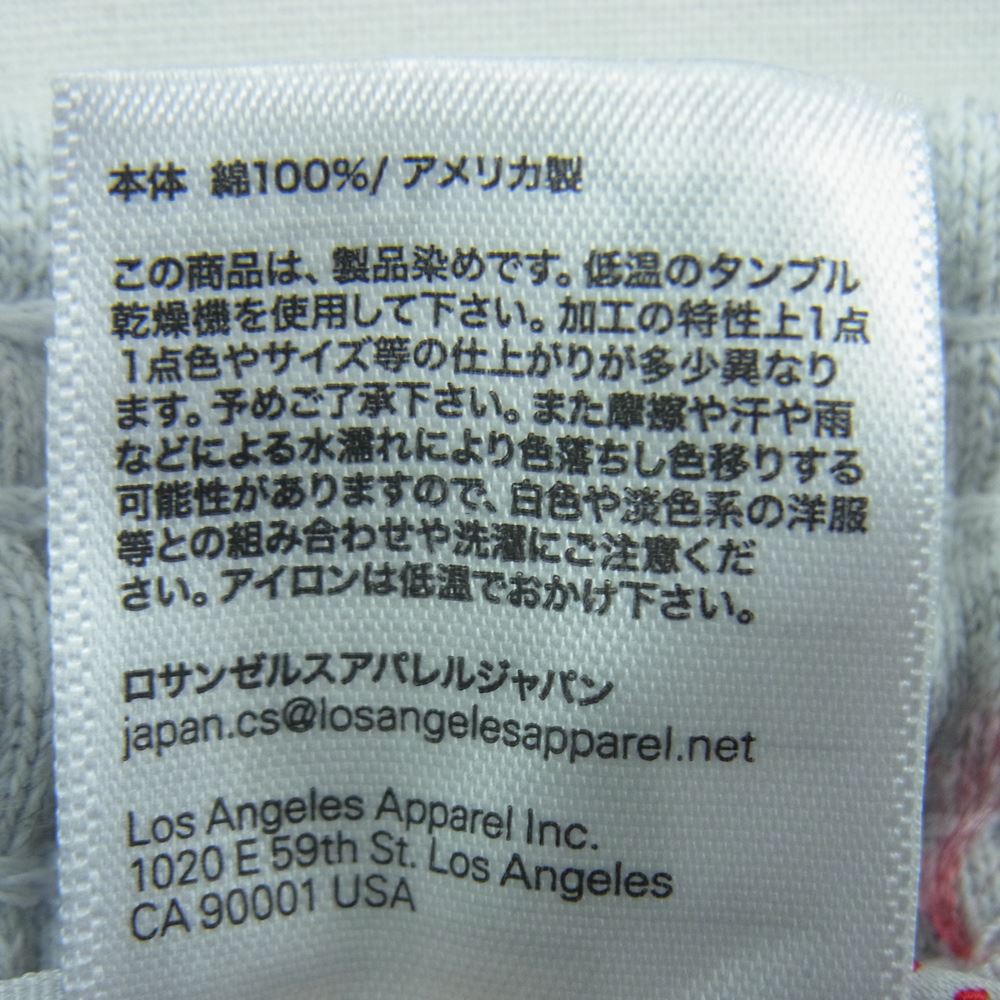 本体 綿100%/ アメリカ製
この商品は、製品染めです。低温のタンブル
乾燥機を使用して下さい。加工の特性上1点
1点色やサイズ等の仕上がりが多少異なり
ます。予めご了承下さい。また摩擦や汗や雨
などによる水濡れにより色落ちし色移りする
可能性がありますので、白色や淡色系の洋服
等との組み合わせや洗濯にご注意くだ
さい。アイロンは低温でおかけ下さい。
ロサンゼルスアパレルジャパン
japan.cs@losangelesapparel.net
Los Angeles Apparel Inc.
1020 E 59th St. Los Angeles
CA 90001 USA